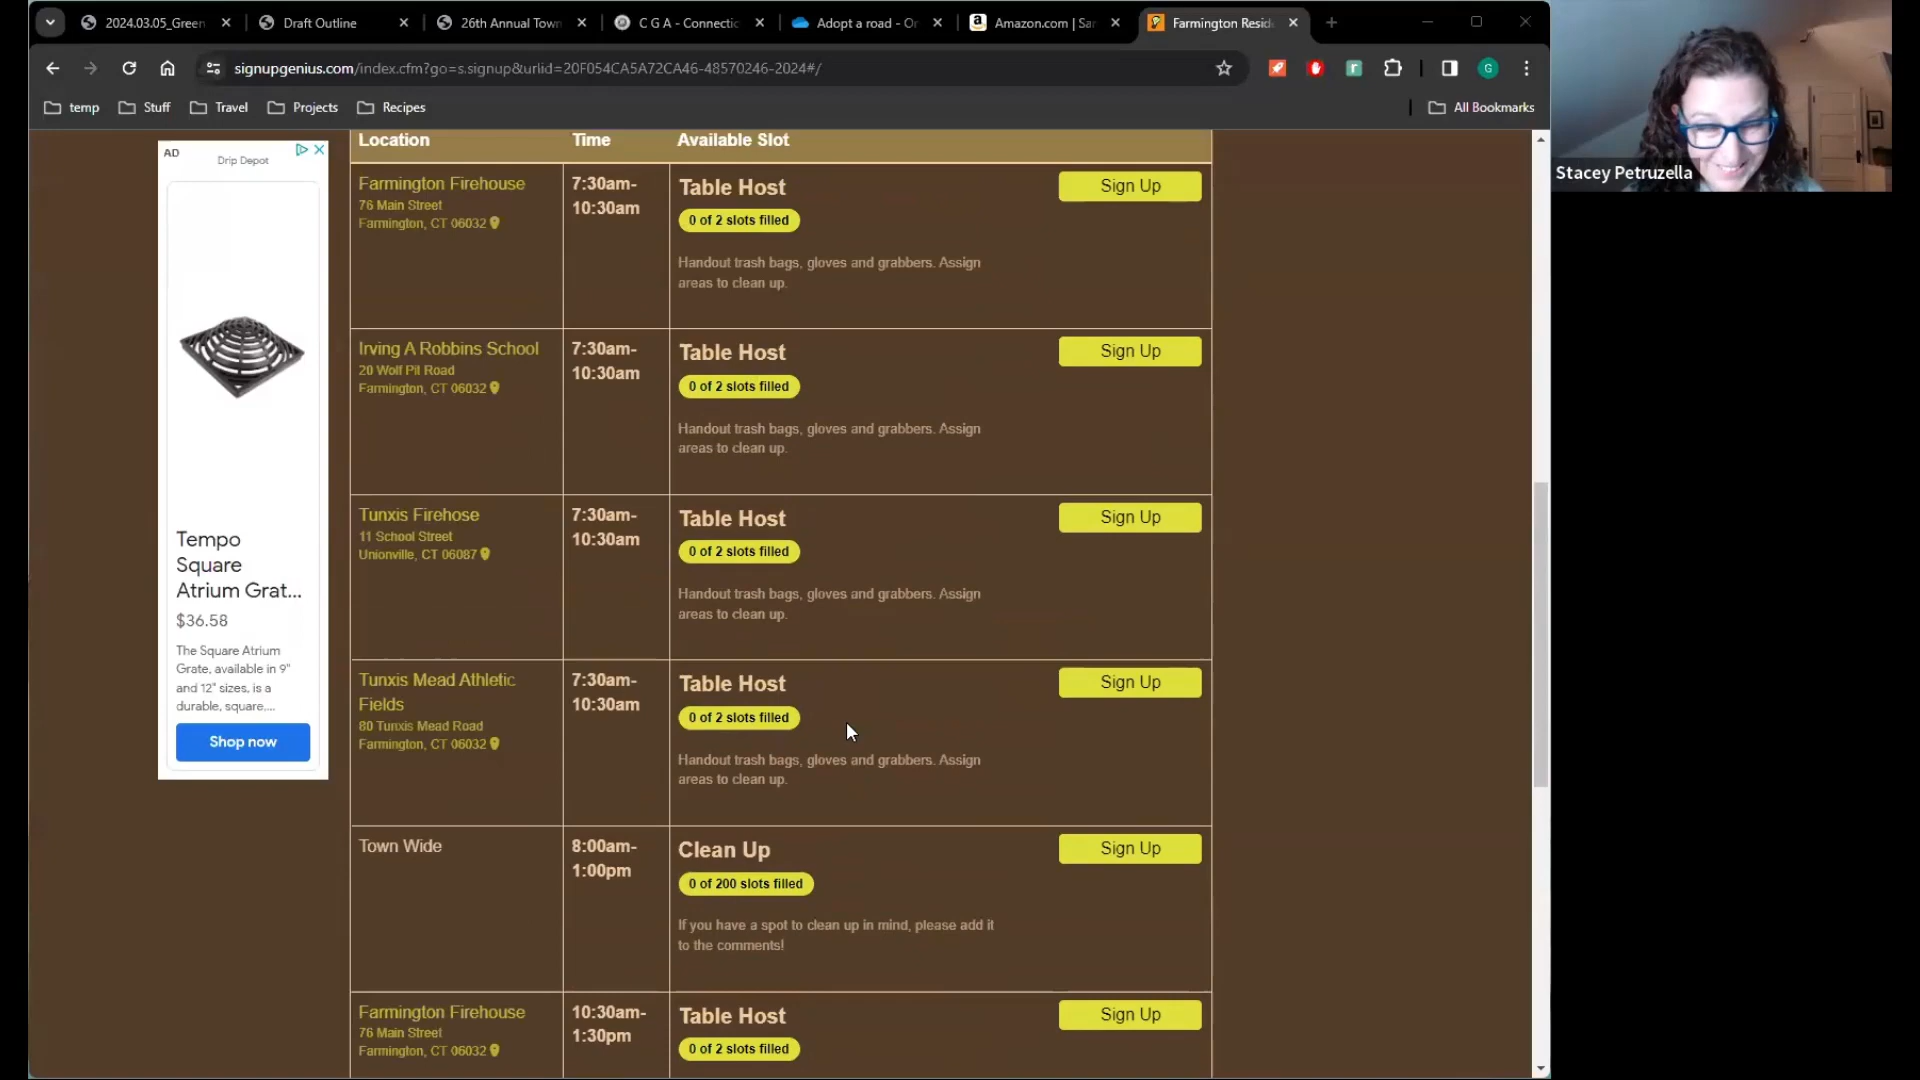 2024.03.05_Green
Draft Outline
26th Annual Town
C G A - Connectic
Adopt a road - Or
Amazon.com | Sar
Farmington Resid
signupgenius.com/index.cfm?go=s.signup&urlid=20F054CA5A72CA46-48570246-2024#/
G
temp
Stuff
Travel
Projects
Recipes
All Bookmarks
Stacey Petruzella
AD
Drip Depot
Tempo
Square
Atrium Grat...
$36.58
The Square Atrium
Grate, available in 9"
and 12" sizes, is a
durable, square....
Shop now
Location
Time
Available Slot
Farmington Firehouse
76 Main Street
Farmington, CT 06032
7:30am-
10:30am
Table Host
0 of 2 slots filled
Handout trash bags, gloves and grabbers. Assign
areas to clean up.
Sign Up
Irving A Robbins School
20 Wolf Pil Road
Farmington, CT 06032
7:30am-
10:30am
Table Host
0 of 2 slots filled
Handout trash bags, gloves and grabbers. Assign
areas to clean up.
Sign Up
Tunxis Firehose
11 School Street
Unionville, CT 06087
7:30am-
10:30am
Table Host
0 of 2 slots filled
Handout trash bags, gloves and grabbers. Assign
areas to clean up.
Sign Up
Tunxis Mead Athletic
Fields
80 Tunxis Mead Road
Farmington, CT 06032
7:30am-
10:30am
Table Host
0 of 2 slots filled
Handout trash bags, gloves and grabbers. Assign
areas to clean up.
Sign Up
Town Wide
8:00am-
1:00pm
Clean Up
0 of 200 slots filled
If you have a spot to clean up in mind, please add it
to the comments!
Sign Up
Farmington Firehouse
76 Main Street
Farmington, CT 06032
10:30am-
1:30pm
Table Host
0 of 2 slots filled
Sign Up